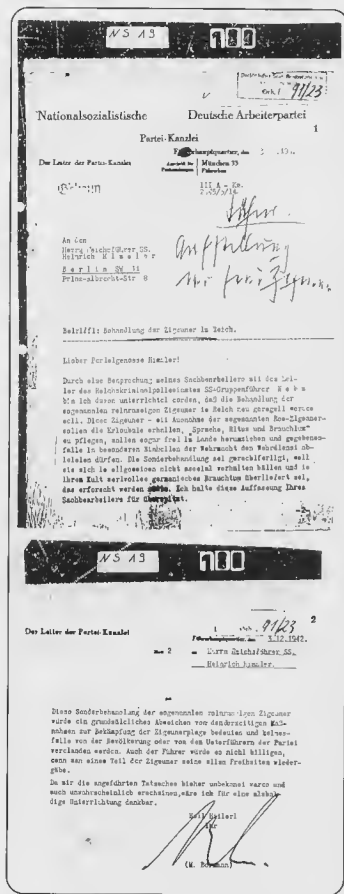 NS 19
100
91/23
Nationalsozialistische Deutsche Arbeiterpartei
1
Partei-Kanzlei
Der Leiter der Partei-Kanzlei
München 33
III A - Ku.
An den
Herrn Reichsführer SS.
Heinrich Himmler
Berlin SW 11
Prinz-Albrecht-Str 8
Betrifft: Behandlung der Zigeuner im Reich.
Lieber Parteigenosse Himmler!
Durch eine Besprechung meines Sachbearbeiters mit dem Lei-
ter des Reichskriminalpolizeiamtes SS-Gruppenführer Nebe
bin ich davon unterrichtet worden, daß die Behandlung der
sogenannten reinrassigen Zigeuner im Reich neu geregelt werden
soll. Diese Zigeuner - mit Ausnahme der sogenannten Rom-Zigeuner-
sollen die Erlaubnis erhalten, "Sprache, Ritus und Brauchtum"
zu pflegen, sollen sogar frei im Lande herumziehen und gegebenen-
falls in besonderen Einheiten der Wehrmacht den Wehrdienst ab-
leisten dürfen. Die Sonderbehandlung sei gerechtfertigt, weil
sie sich im allgemeinen nicht asozial verhalten hätten und in
ihrem Kult wertvolles germanisches Brauchtum überliefert sei,
das erforscht werden. Ich halte diese Auffassung Ihres
Sachbearbeiters für überspitzt.
NS 19
100
91/23
2
Der Leiter der Partei-Kanzlei
3.12.1942.
2 Herrn Reichsführer SS.
Heinrich Himmler.
Diese Sonderbehandlung der sogenannten reinrassigen Zigeuner
würde ein grundsätzliches Abweichen von den derzeitigen Maß-
nahmen zur Bekämpfung der Zigeunerplage bedeuten und keines-
falls von der Bevölkerung oder von den Unterführern der Partei
verstanden werden. Auch der Führer würde es nicht billigen,
wenn man einem Teil der Zigeuner seine alten Freiheiten wieder-
gäbe.
Da mir die angeführten Tatsachen bisher unbekannt waren und
auch unwahrscheinlich erscheinen, wäre ich für eine alsbal-
dige Unterrichtung dankbar.
Heil Hitler!
Ihr
(M. Bormann)